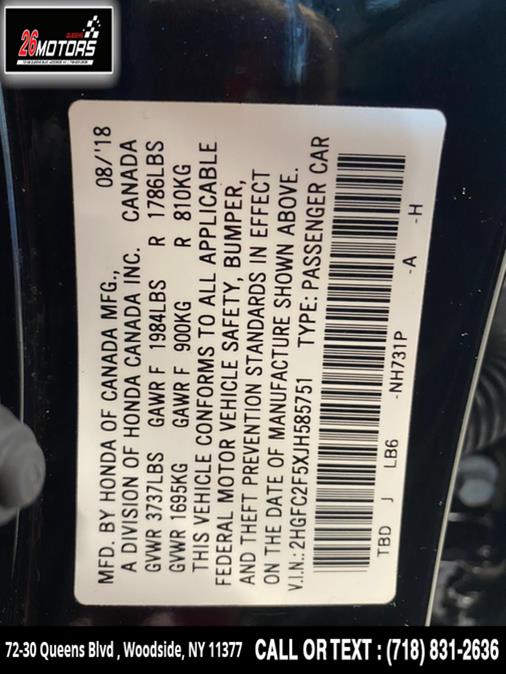 QUEENS
26MOTORS
MFD. BY HONDA OF CANADA MFG., 08/18
A DIVISION OF HONDA CANADA INC. CANADA
GVWR 3737LBS GAWR F 1984LBS R 1786LBS
GVWR 1695KG GAWR F 900KG R 810KG
THIS VEHICLE CONFORMS TO ALL APPLICABLE
FEDERAL MOTOR VEHICLE SAFETY, BUMPER,
AND THEFT PREVENTION STANDARDS IN EFFECT
ON THE DATE OF MANUFACTURE SHOWN ABOVE.
V.I.N.: 2HGFC2F5XJH585751 TYPE: PASSENGER CAR
TBD J LB6 -NH731P -A -H
72-30 Queens Blvd , Woodside, NY 11377 CALL OR TEXT : (718) 831-2636